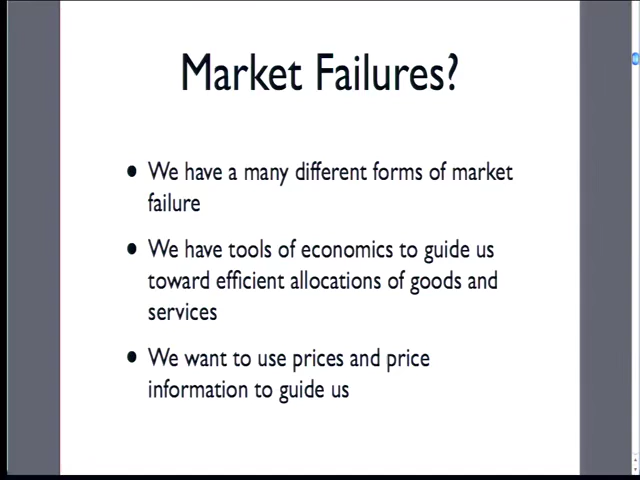 Market Failures?
• We have a many different forms of market
failure
• We have tools of economics to guide us
toward efficient allocations of goods and
services
• We want to use prices and price
information to guide us